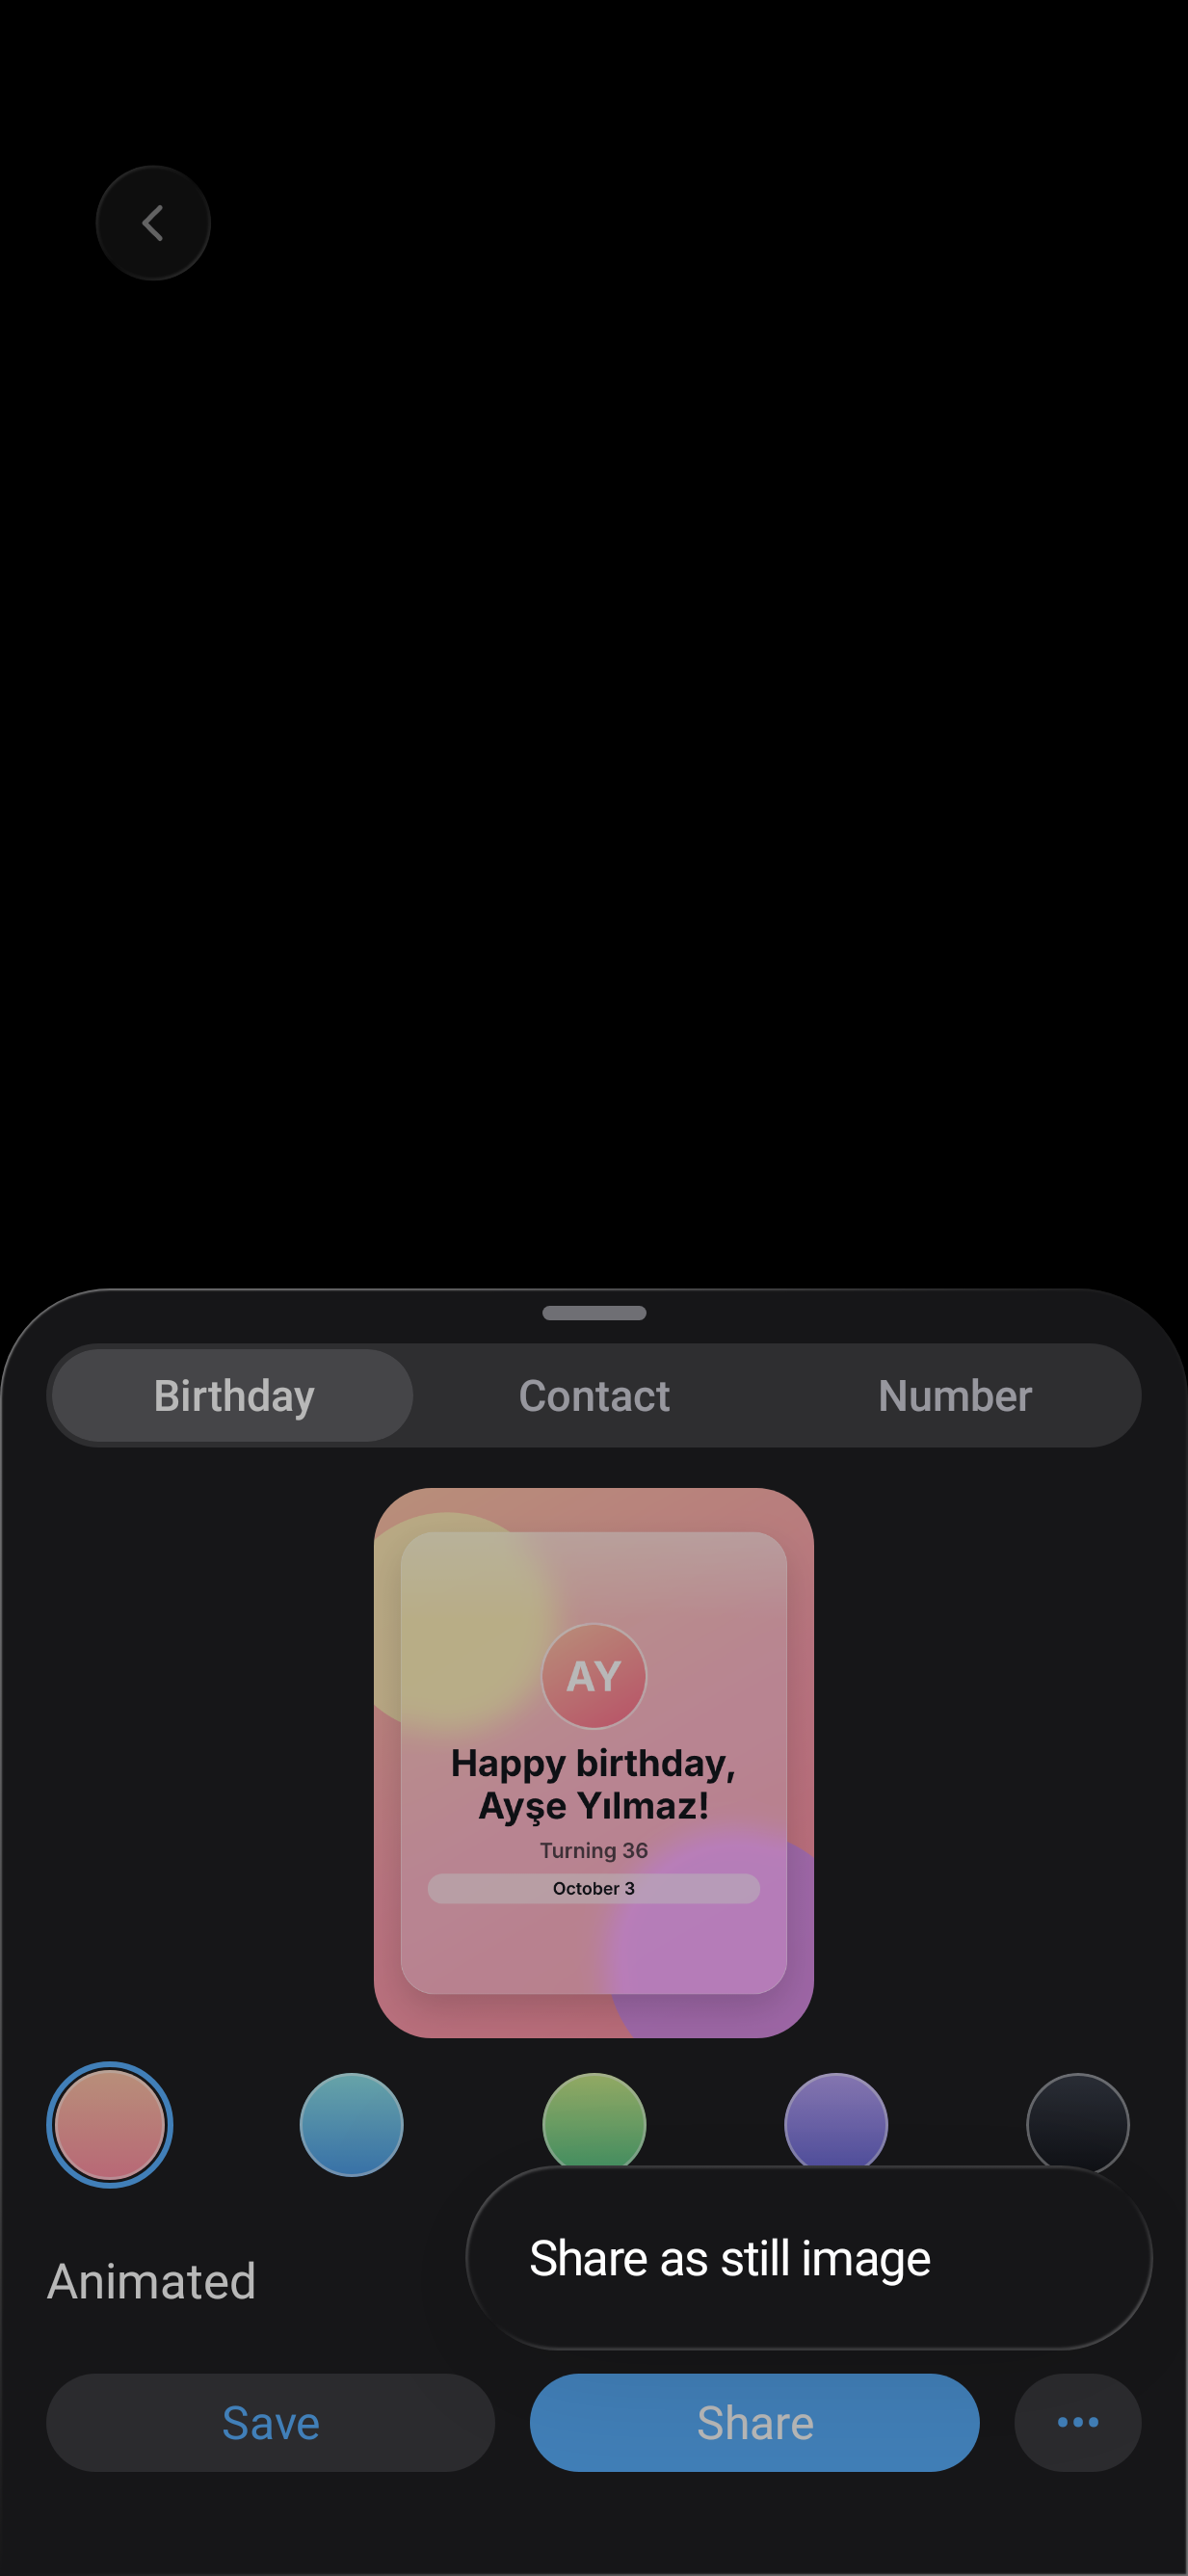 Birthday
Contact
Number
AY
Happy birthday,
Ayşe Yılmaz!
Turning 36
October 3
Share as still image
Animated
Save
Share